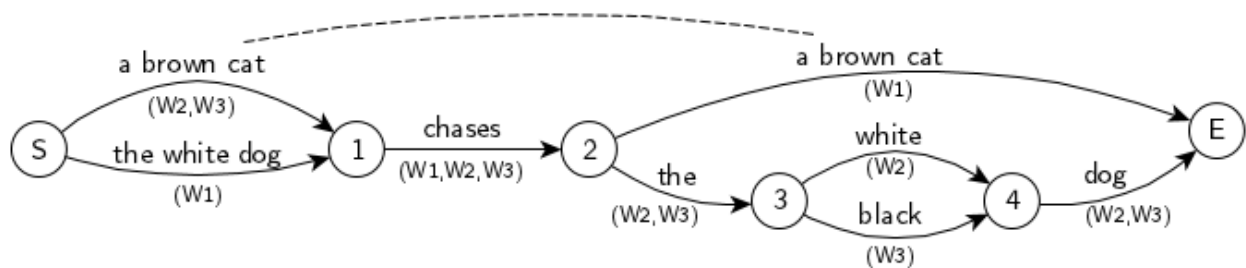 a brown cat
(W2,W3)
S
the white dog
(W1)
1
chases
(W1,W2,W3)
2
a brown cat
(W1)
the
(W2,W3)
3
white
(W2)
black
(W3)
4
dog
(W2,W3)
E